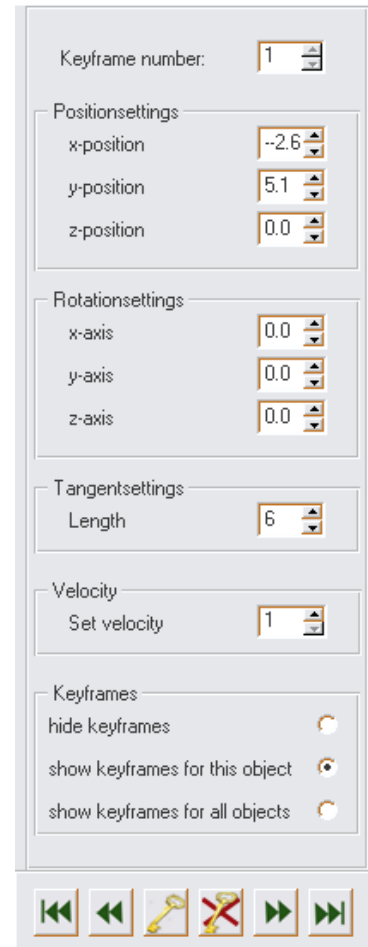 Keyframe number: 1
Positionsettings
x-position --2.6
y-position 5.1
z-position 0.0
Rotationsettings
x-axis 0.0
y-axis 0.0
z-axis 0.0
Tangentsettings
Length 6
Velocity
Set velocity 1
Keyframes
hide keyframes
show keyframes for this object
show keyframes for all objects